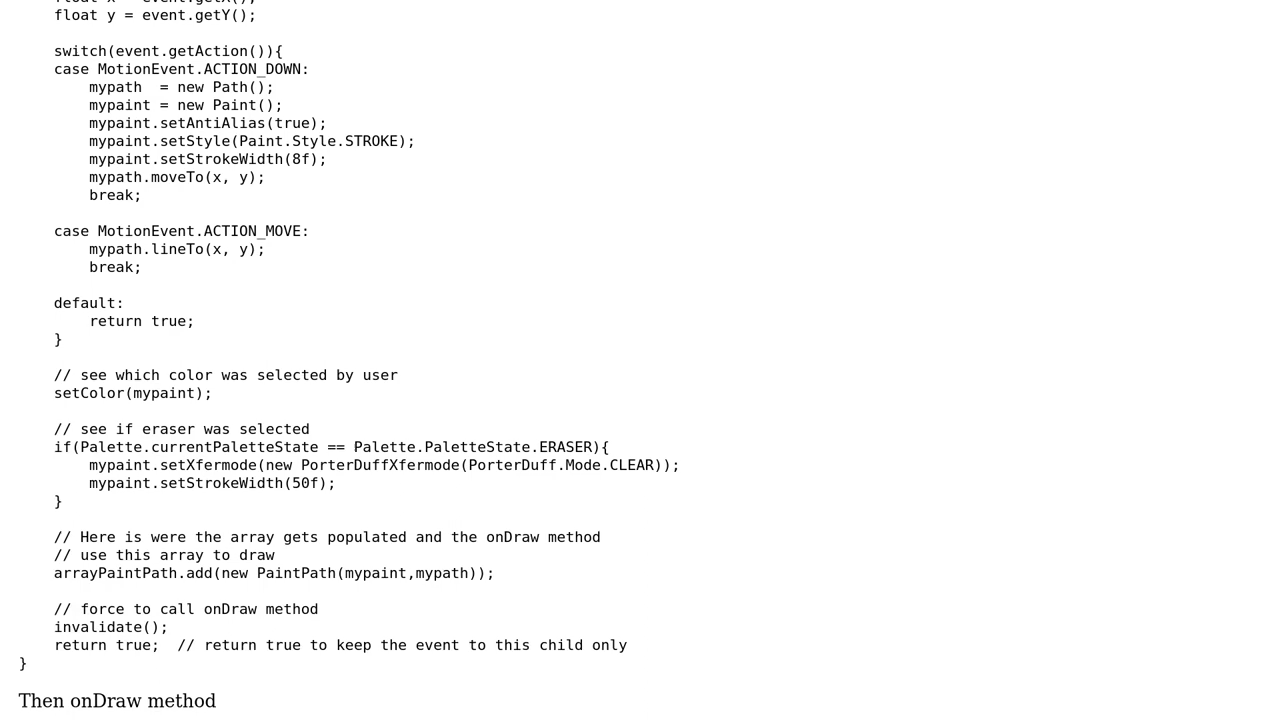 float x = event.getX();
    float y = event.getY();

    switch(event.getAction()){
    case MotionEvent.ACTION_DOWN:
        mypath  = new Path();
        mypaint = new Paint();
        mypaint.setAntiAlias(true);
        mypaint.setStyle(Paint.Style.STROKE);
        mypaint.setStrokeWidth(8f);
        mypath.moveTo(x, y);
        break;

    case MotionEvent.ACTION_MOVE:
        mypath.lineTo(x, y);
        break;

    default:
        return true;
    }

    // see which color was selected by user
    setColor(mypaint);

    // see if eraser was selected
    if(Palette.currentPaletteState == Palette.PaletteState.ERASER){
        mypaint.setXfermode(new PorterDuffXfermode(PorterDuff.Mode.CLEAR));
        mypaint.setStrokeWidth(50f);
    }

    // Here is were the array gets populated and the onDraw method
    // use this array to draw
    arrayPaintPath.add(new PaintPath(mypaint,mypath));

    // force to call onDraw method
    invalidate();
    return true;  // return true to keep the event to this child only
}
Then onDraw method